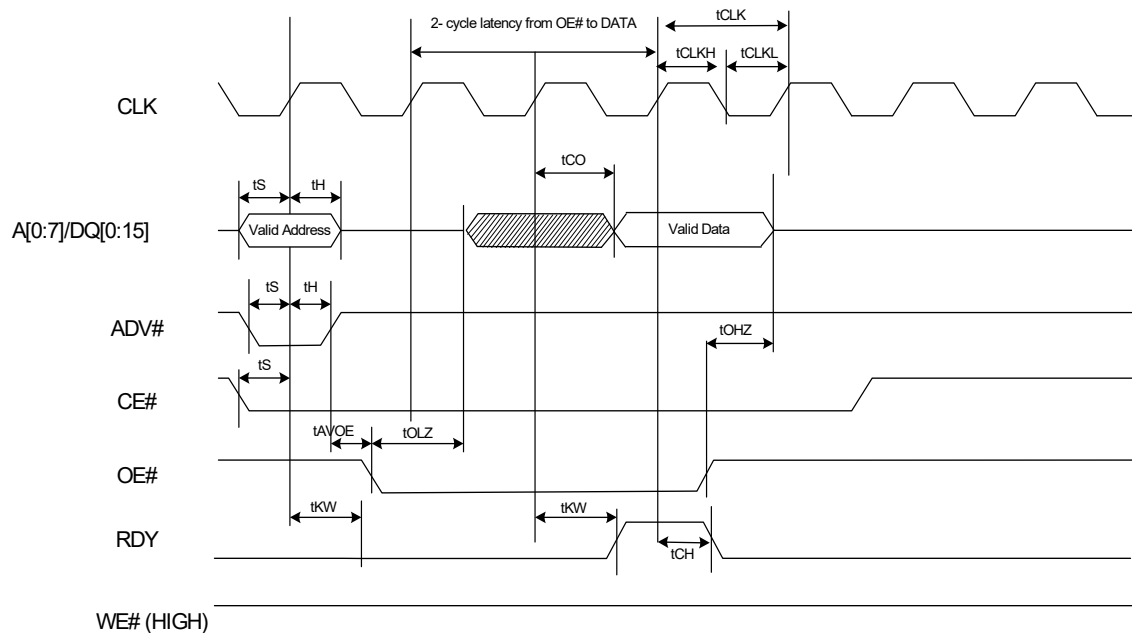 2- cycle latency from OE# to DATA
tCLK
tCLKH
tCLKL
CLK
tCO
tS
tH
A[0:7]/DQ[0:15]
Valid Address
Valid Data
tS
tH
ADV#
tOHZ
tS
CE#
tAVOE
tOLZ
OE#
tKW
tKW
RDY
tCH
WE# (HIGH)